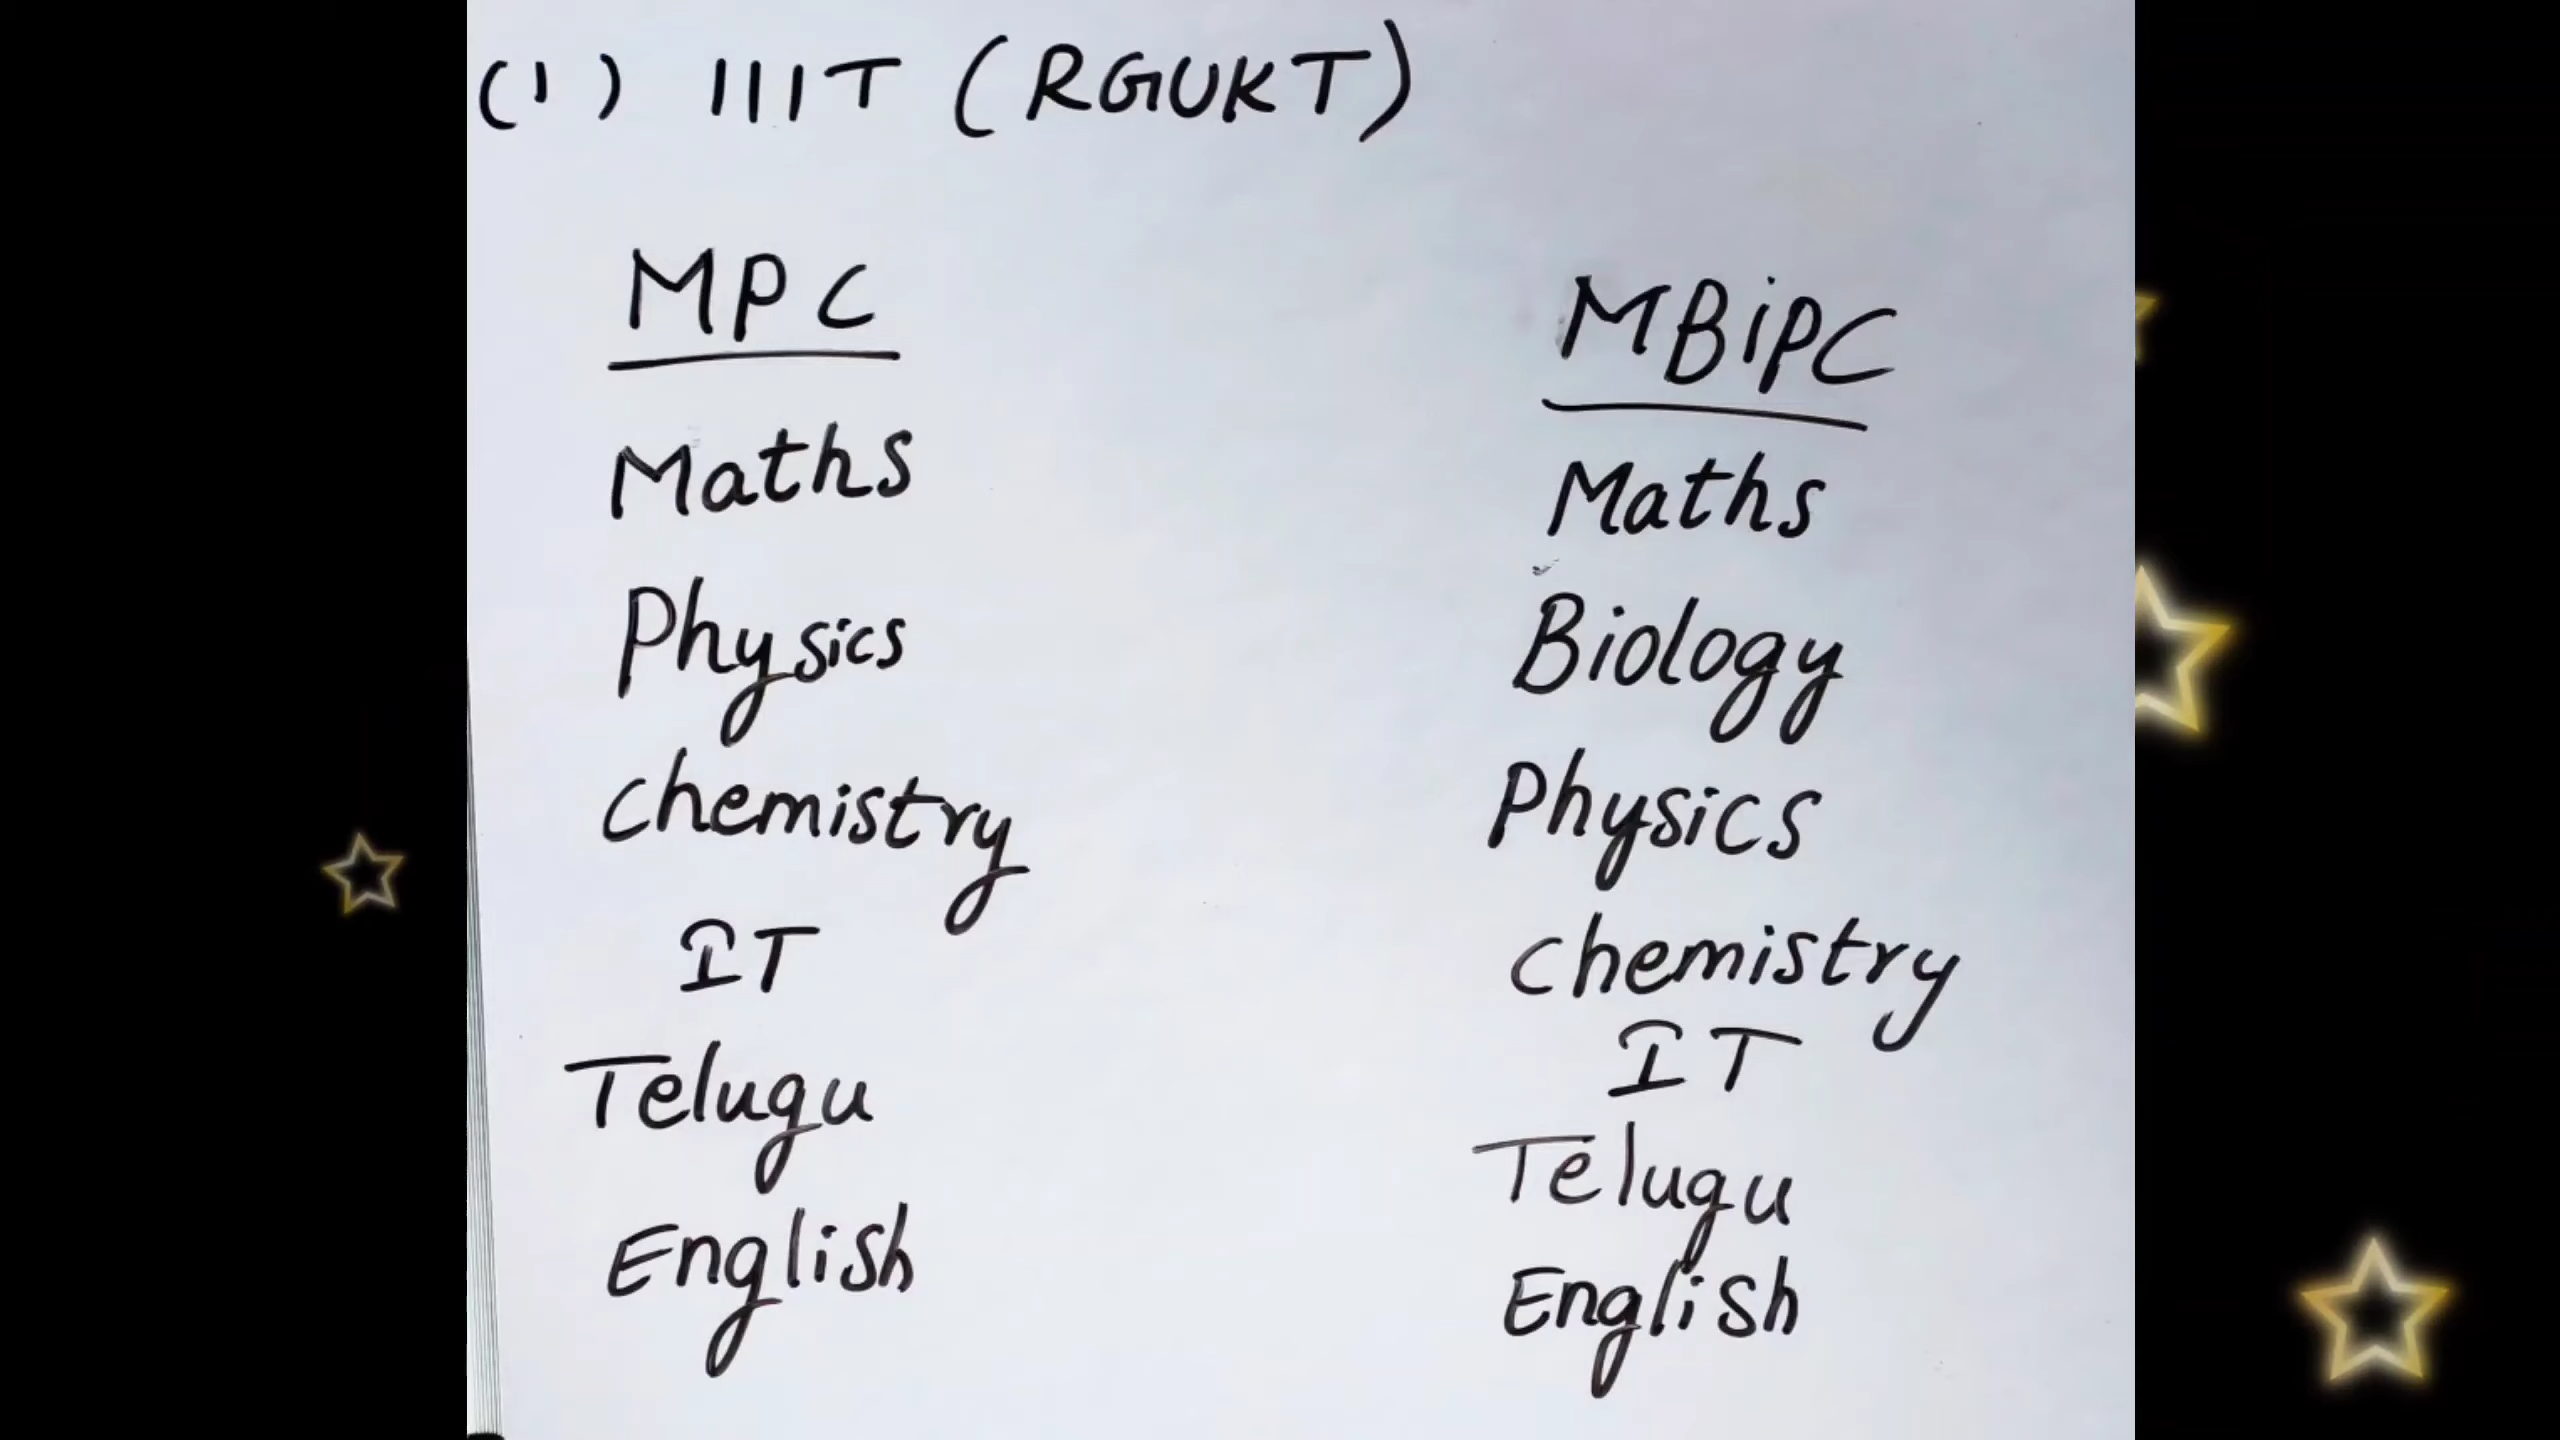 (1) IIIT (RGUKT)
MPC
Maths
Physics
chemistry
IT
Telugu
English
MBiPC
Maths
Biology
Physics
chemistry
IT
Telugu
English